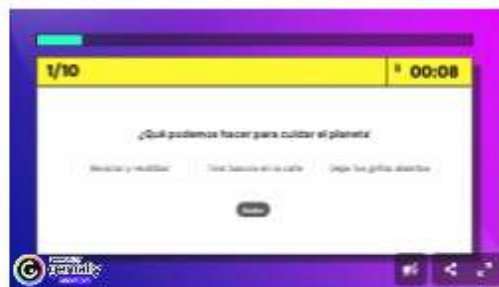 1/10
00:08
¿Qué podemos hacer para cuidar el planeta
Reciclar y reutilizar
Tirar basura en la calle
Dejar los grifos abiertos
genially